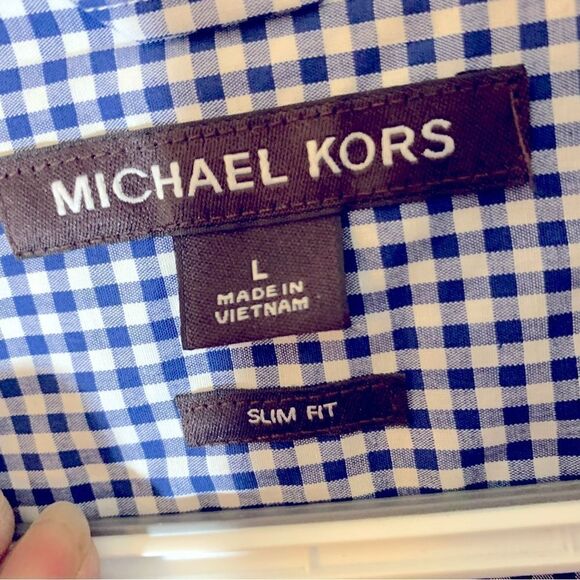 MICHAEL KORS
L
MADE IN
VIETNAM
SLIM FIT